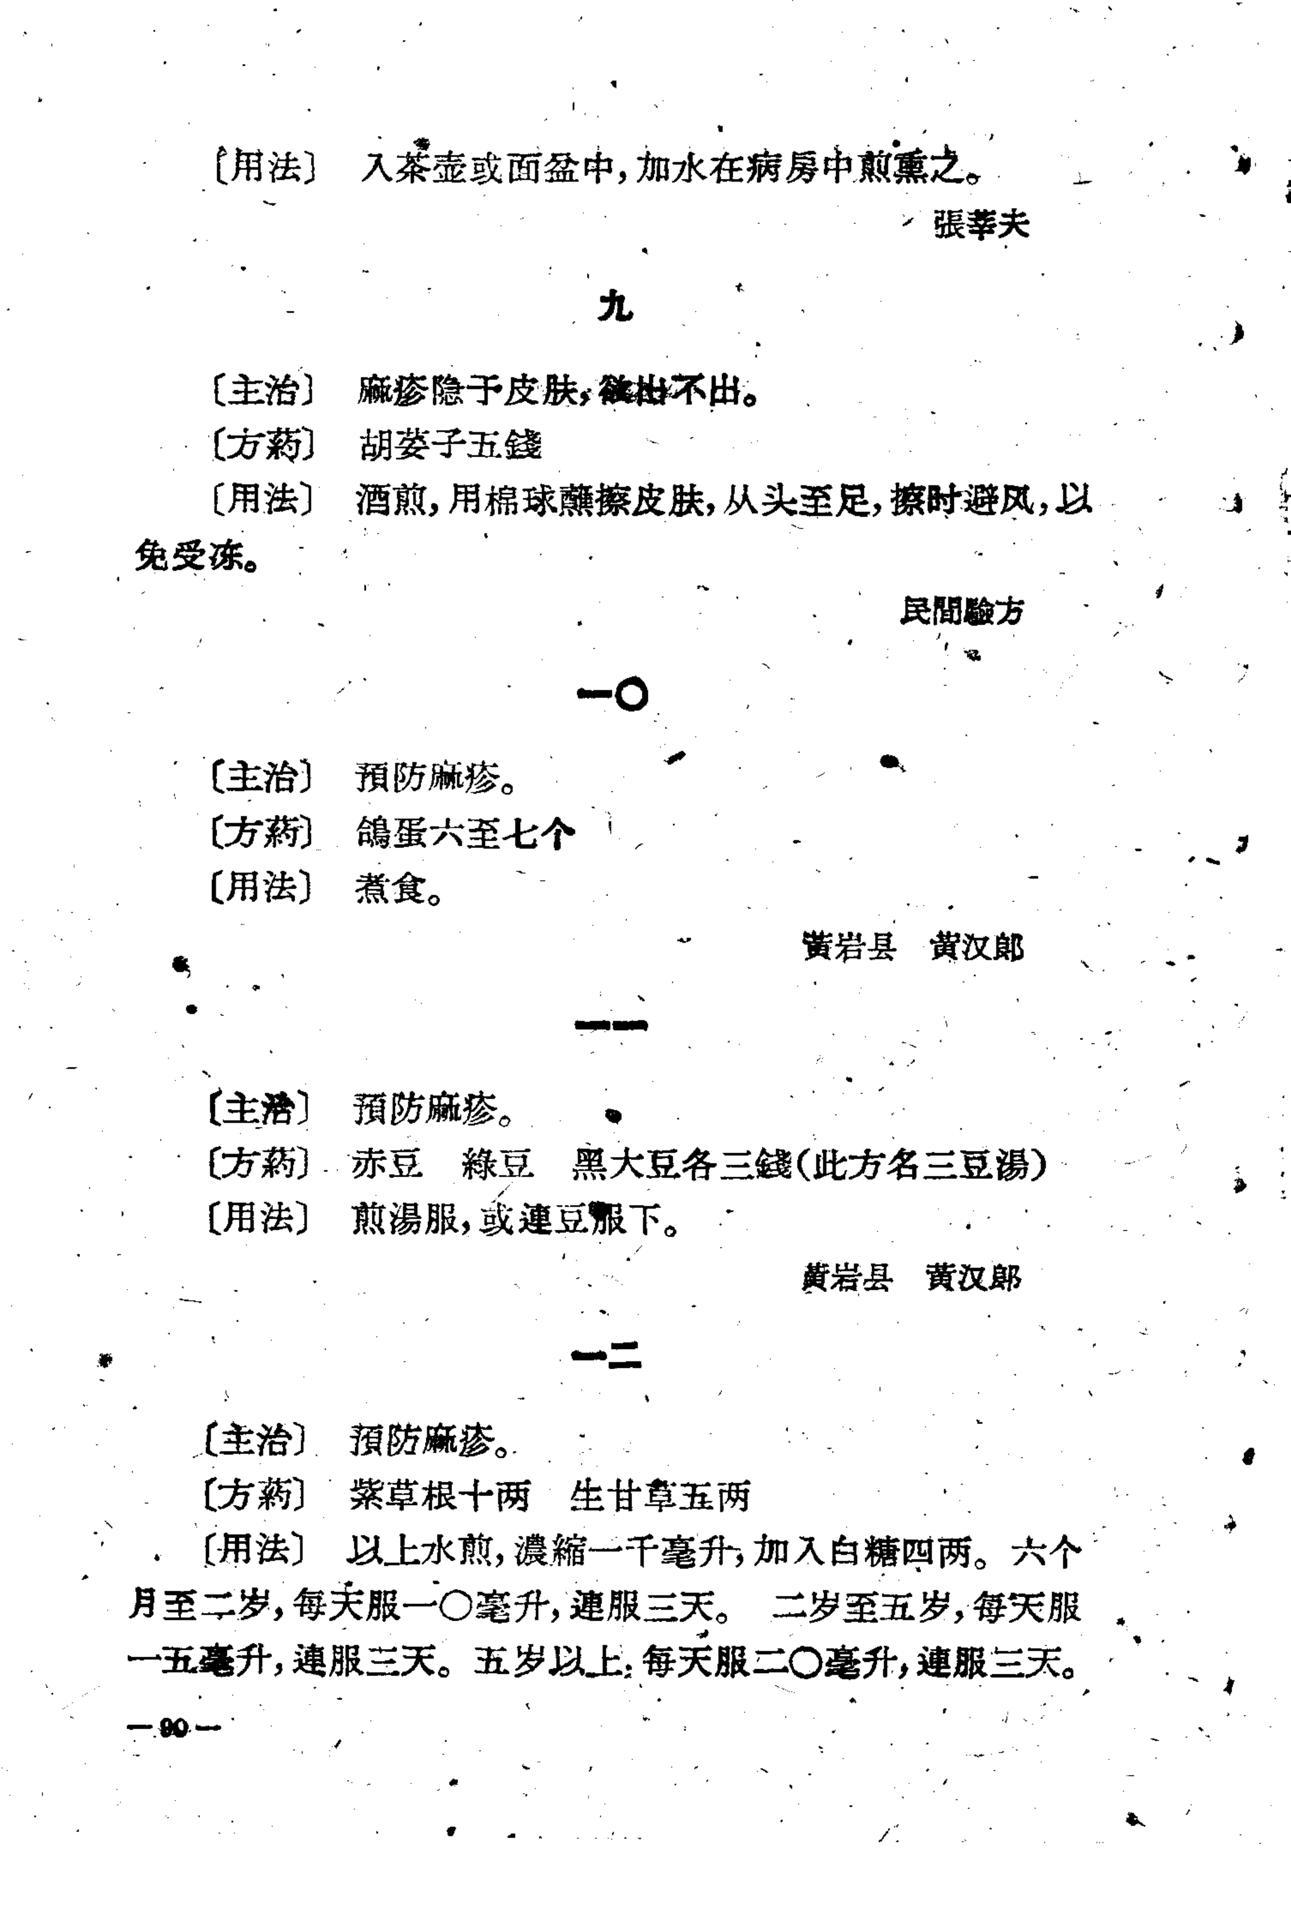 〔用法〕　入茶壶或面盆中，加水在病房中煎熏之。
張莘夫
九
〔主治〕　麻疹隐于皮肤，欲出不出。
〔方葯〕　胡荽子五錢
〔用法〕　酒煎，用棉球蘸擦皮肤，从头至足，擦时避风，以
免受冻。
民間驗方
一〇
〔主治〕　預防麻疹。
〔方葯〕　鴿蛋六至七个
〔用法〕　煮食。
黃岩县　黄汉郎
一一
〔主治〕　預防麻疹。
〔方葯〕　赤豆　綠豆　黑大豆各三錢（此方名三豆湯）
〔用法〕　煎湯服，或連豆服下。
黄岩县　黄汉郎
一二
〔主治〕　預防麻疹。
〔方葯〕　紫草根十两　生甘草五两
〔用法〕　以上水煎，濃縮一千毫升，加入白糖四两。六个
月至二岁，每天服一〇毫升，連服三天。　二岁至五岁，每天服
一五毫升，連服三天。五岁以上，每天服二〇毫升，連服三天。
—90—